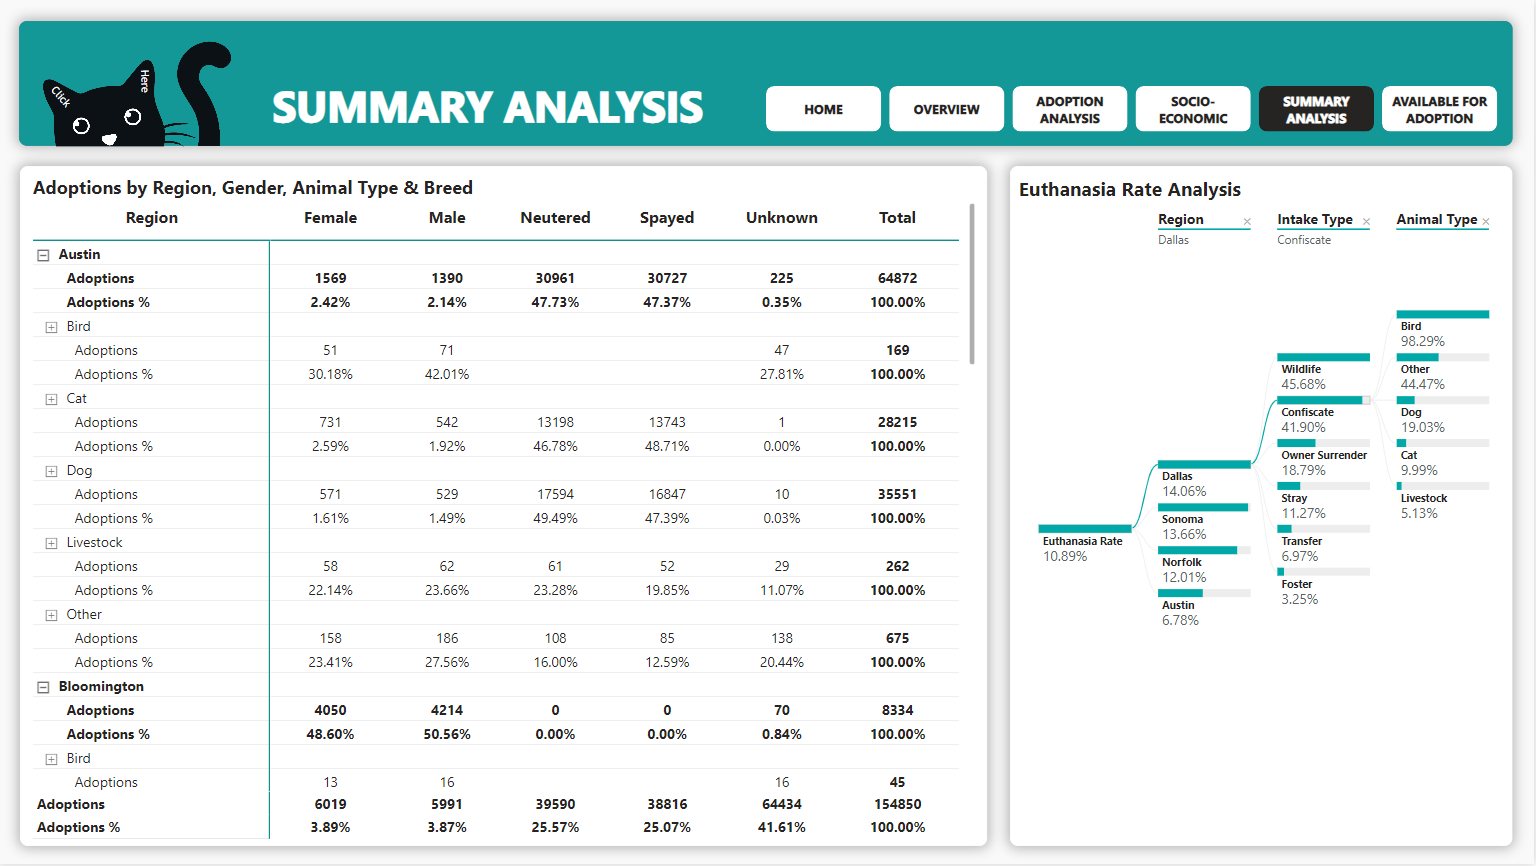 Click
Here
SUMMARY ANALYSIS
HOME
OVERVIEW
ADOPTION
ANALYSIS
SOCIO-
ECONOMIC
SUMMARY
ANALYSIS
AVAILABLE FOR
ADOPTION
Adoptions by Region, Gender, Animal Type & Breed
Region Female Male Neutered Spayed Unknown Total
Austin
Adoptions 1569 1390 30961 30727 225 64872
Adoptions % 2.42% 2.14% 47.73% 47.37% 0.35% 100.00%
Bird
Adoptions 51 71 47 169
Adoptions % 30.18% 42.01% 27.81% 100.00%
Cat
Adoptions 731 542 13198 13743 1 28215
Adoptions % 2.59% 1.92% 46.78% 48.71% 0.00% 100.00%
Dog
Adoptions 571 529 17594 16847 10 35551
Adoptions % 1.61% 1.49% 49.49% 47.39% 0.03% 100.00%
Livestock
Adoptions 58 62 61 52 29 262
Adoptions % 22.14% 23.66% 23.28% 19.85% 11.07% 100.00%
Other
Adoptions 158 186 108 85 138 675
Adoptions % 23.41% 27.56% 16.00% 12.59% 20.44% 100.00%
Bloomington
Adoptions 4050 4214 0 0 70 8334
Adoptions % 48.60% 50.56% 0.00% 0.00% 0.84% 100.00%
Bird
Adoptions 13 16 16 45
Adoptions 6019 5991 39590 38816 64434 154850
Adoptions % 3.89% 3.87% 25.57% 25.07% 41.61% 100.00%
Euthanasia Rate Analysis
Region Intake Type Animal Type
Dallas Confiscate
Euthanasia Rate
10.89%
Dallas
14.06%
Sonoma
13.66%
Norfolk
12.01%
Austin
6.78%
Wildlife
45.68%
Confiscate
41.90%
Owner Surrender
18.79%
Stray
11.27%
Transfer
6.97%
Foster
3.25%
Bird
98.29%
Other
44.47%
Dog
19.03%
Cat
9.99%
Livestock
5.13%